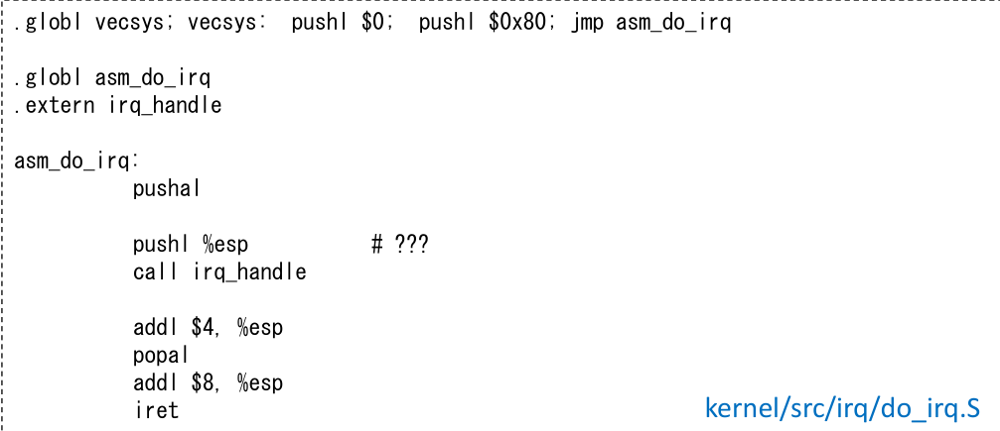 .globl vecsys; vecsys:  pushl $0;  pushl $0x80; jmp asm_do_irq
.globl asm_do_irq
.extern irq_handle
asm_do_irq:
pushal
pushl %esp          # ???
call irq_handle
addl $4, %esp
popal
addl $8, %esp
iret
kernel/src/irq/do_irq.S